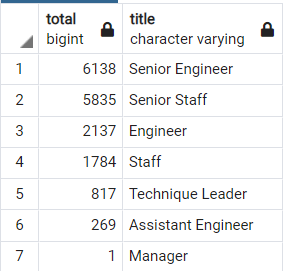 total title
bigint character varying
1 6138 Senior Engineer
2 5835 Senior Staff
3 2137 Engineer
4 1784 Staff
5 817 Technique Leader
6 269 Assistant Engineer
7 1 Manager